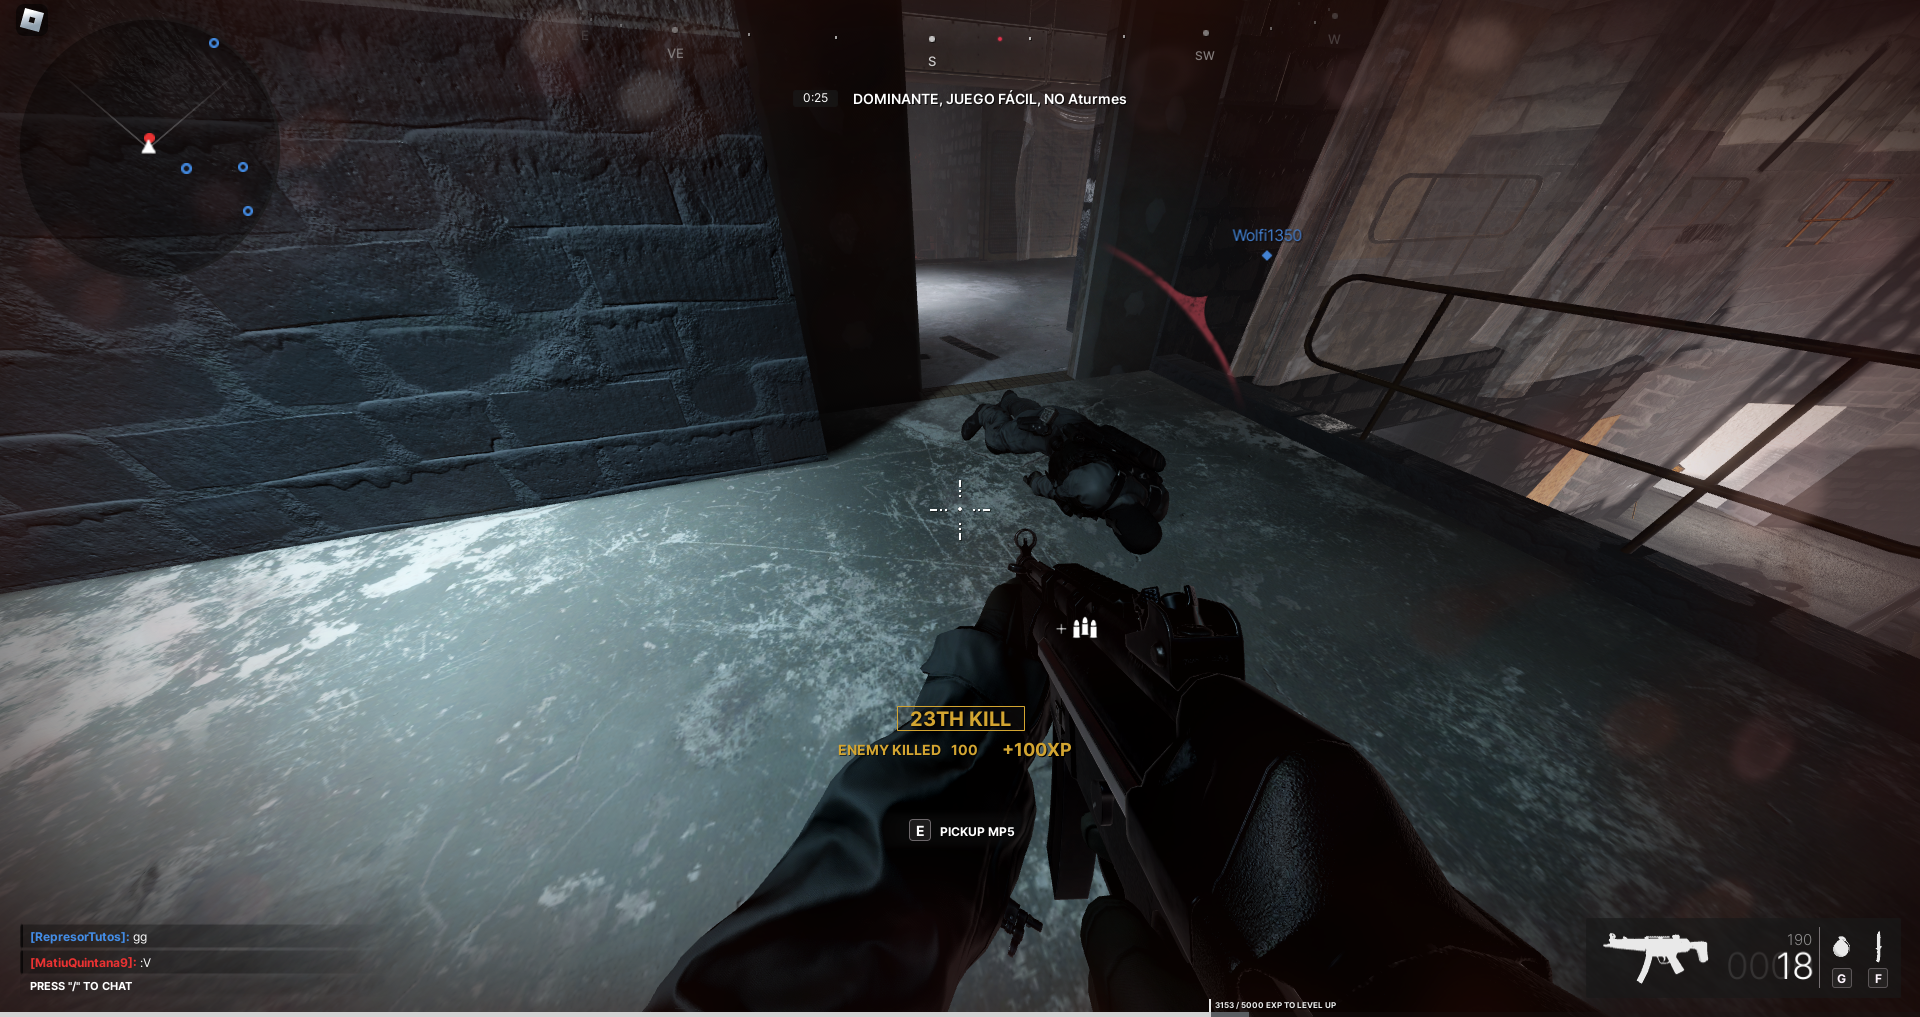 E
VE
S
SW
W
0:25 DOMINANTE, JUEGO FÁCIL, NO Aturmes
Wolfi1350
23TH KILL
ENEMY KILLED 100 +100XP
E PICKUP MP5
[RepresorTutos]: gg
[MatiuQuintana9]: :V
PRESS "/" TO CHAT
190
00018
G F
3153 / 5000 EXP TO LEVEL UP